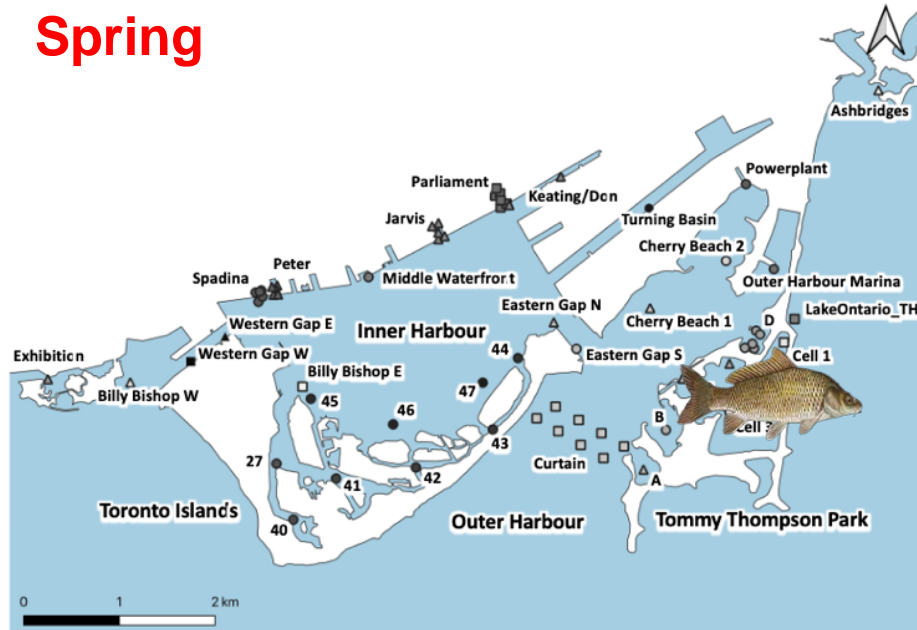 Spring
Ashbridges
Powerplant
Parliament
Keating/Don
Turning Basin
Jarvis
Cherry Beach 2
Peter
Spadina
Middle Waterfront
Outer Harbour Marina
Eastern Gap N
LakeOntario_TH
D
Cherry Beach 1
Western Gap E
Inner Harbour
Exhibition
Western Gap W
44
Eastern Gap S
Cell 1
Billy Bishop E
Billy Bishop W
47
45
46
B
Cell 3
43
27
Curtain
42
41
A
Toronto Islands
40
Outer Harbour
Tommy Thompson Park
0 1 2 km